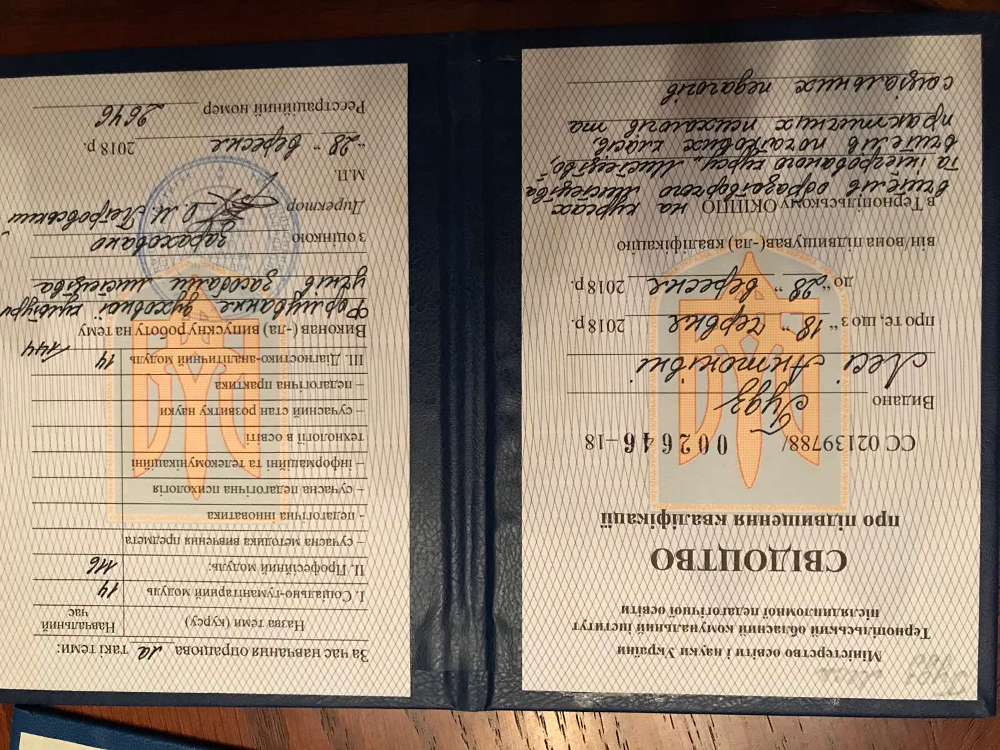 Міністерство освіти і науки України
Тернопільський обласний комунальний інститут
післядипломної педагогічної освіти
СВІДОЦТВО
про підвищення кваліфікації
СС 02139788/ 002646–18
Видано Гудз
Лесі Антонівні
про те, що з “18” червня 2018 р.
до “28” вересня 2018 р.
він/вона підвищував(-ла) кваліфікацію
в Тернопільському ОКІППО на курсах
вчителів образотворчого мистецтва
та інтегрованого курсу „Мистецтво”,
вчителів початкових класів,
практичних психологів та
соціальних педагогів
За час навчання опрацюва ла такі теми:
Назва теми (курсу) Навчальний
час
І. Соціально-гуманітарний модуль 14
ІІ. Професійний модуль: 116
– сучасна методика вивчення предмета
- педагогічна інноватика
– сучасна педагогічна психологія
– інформаційні та телекомунікаційні
технології в освіті
– сучасний стан розвитку науки
– педагогічна практика
ІІІ. Діагностико-аналітичний модуль 14
144
Виконав (-ла) випускну роботу на тему
Формування духовної культури
учнів засобами мистецтва
з оцінкою зараховано
Директор О. М. Петровський
М.П.
“28” вересня 2018 р.
Реєстраційний номер 2646